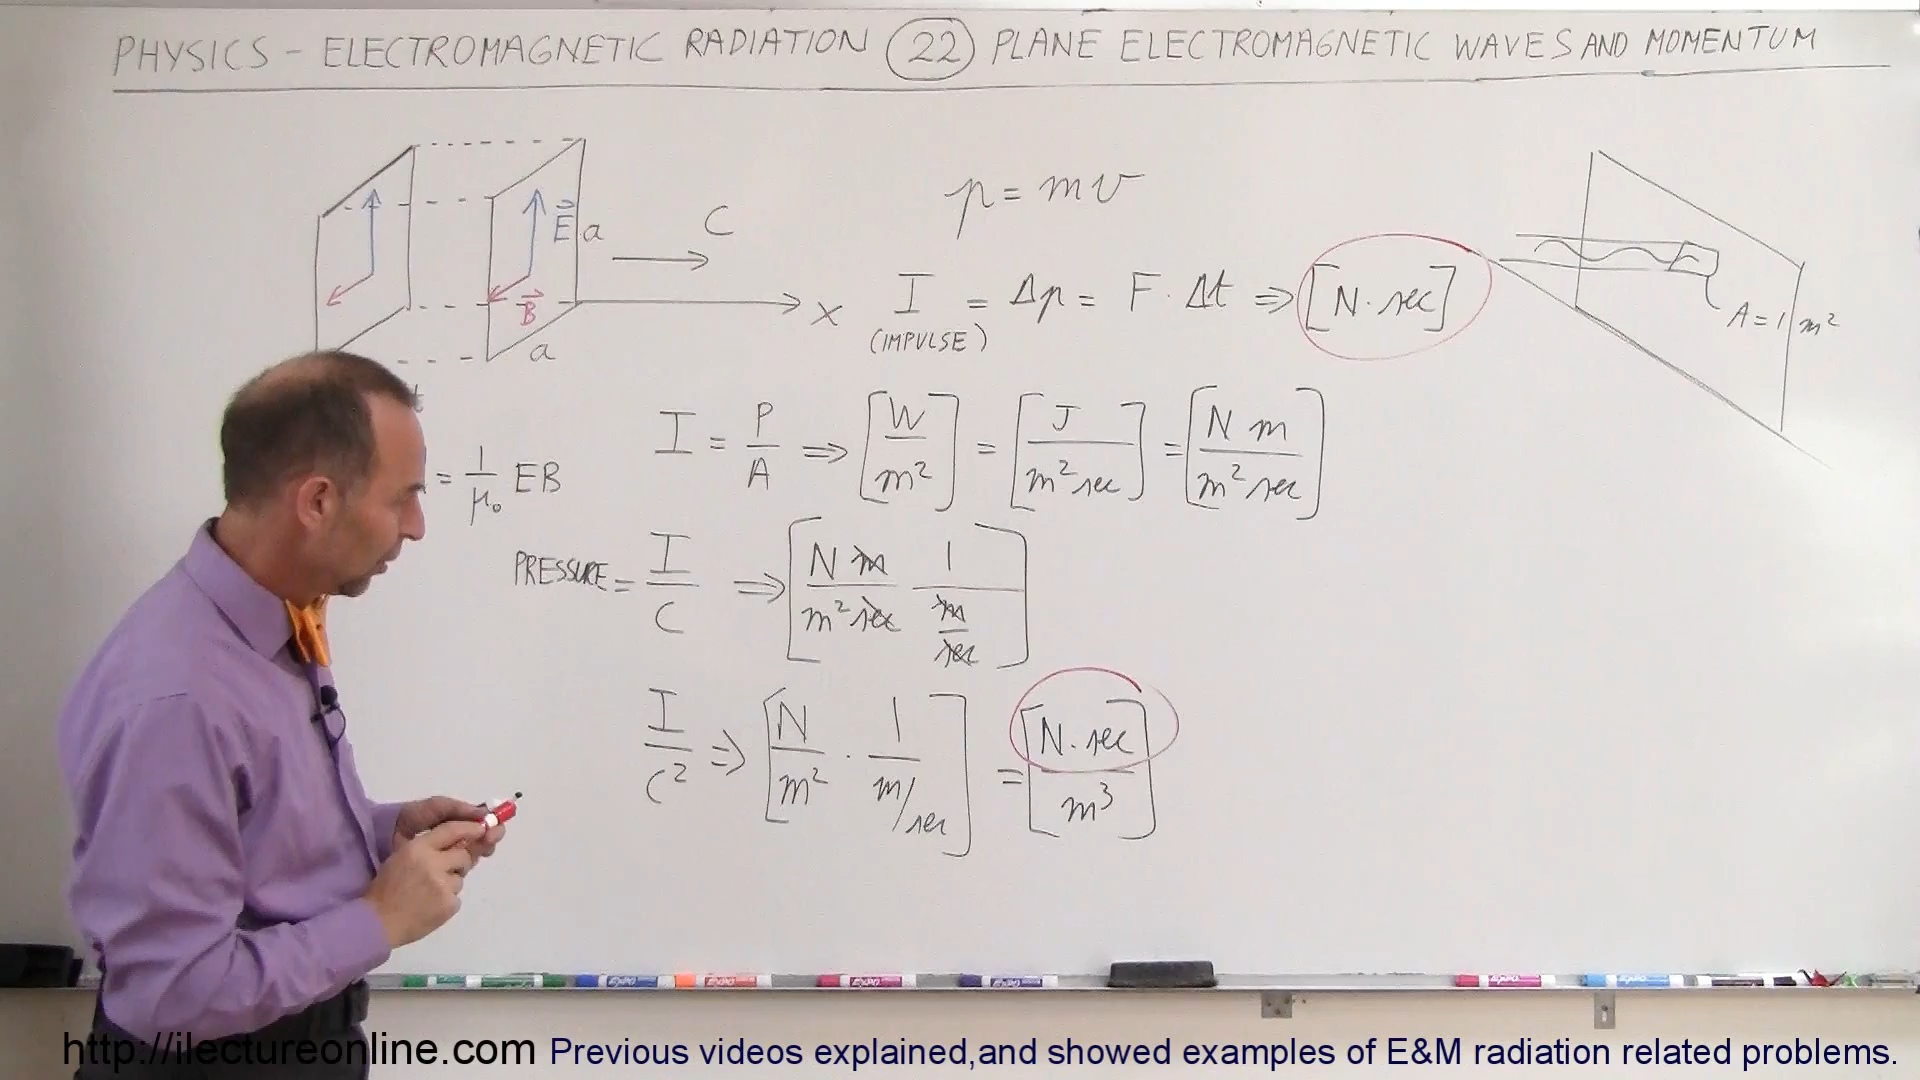 PHYSICS - ELECTROMAGNETIC RADIATION 22 PLANE ELECTROMAGNETIC WAVES AND MOMENTUM
E a
B
a
C
x
p = mv
I = Δp = F · Δt ⇒ [N · sec]
(IMPULSE)
A = 1 m²
= 1/μ₀ EB
I = P/A ⇒ [W/m²] = [J/m² sec] = [N m/m² sec]
PRESSURE = I/C ⇒ [N m/m² sec 1/m/sec]
I/C² ⇒ [N/m² · 1/m/sec] = [N · sec/m³]
http://ilectureonline.com Previous videos explained,and showed examples of E&M radiation related problems.